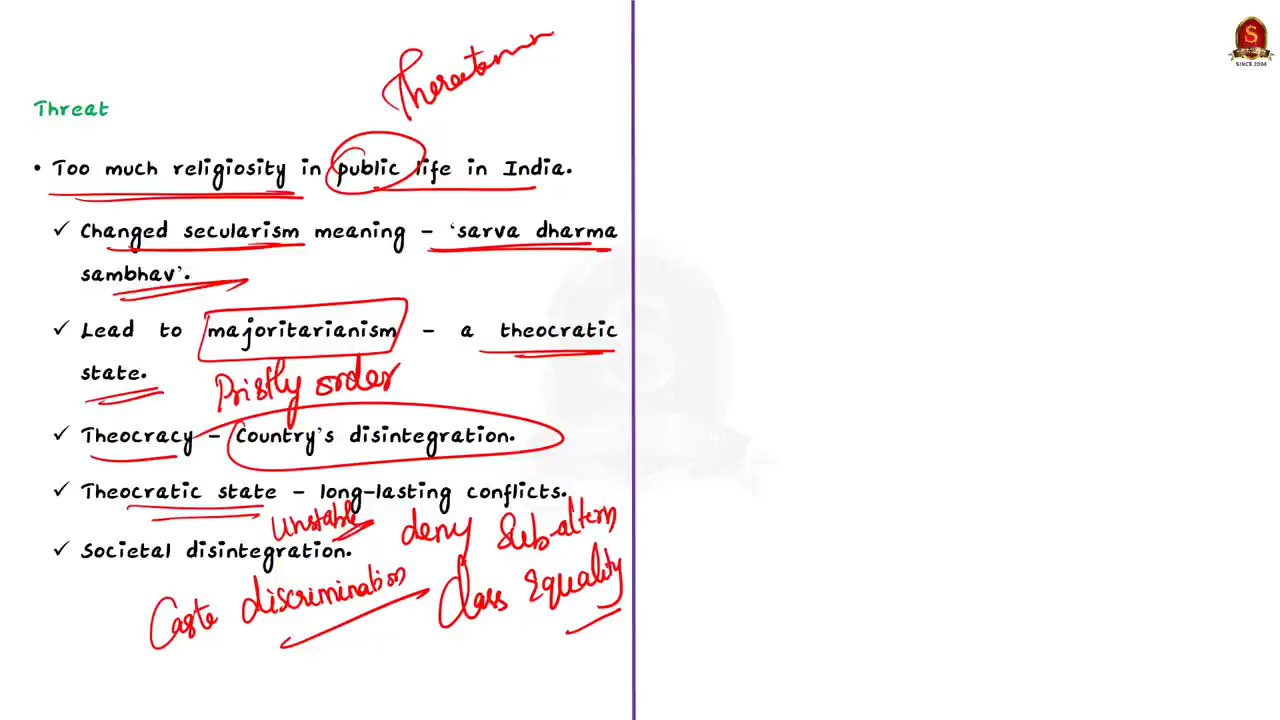 S
SINCE 2004
Threat
• Too much religiosity in public life in India.
✓ Changed secularism meaning – 'sarva dharma
sambhav'.
✓ Lead to majoritarianism – a theocratic
state.
Pristly order
✓ Theocracy – Country's disintegration.
✓ Theocratic state – long-lasting conflicts.
Unstable deny Sub-altern
✓ Societal disintegration.
Caste discrimination Class Equality